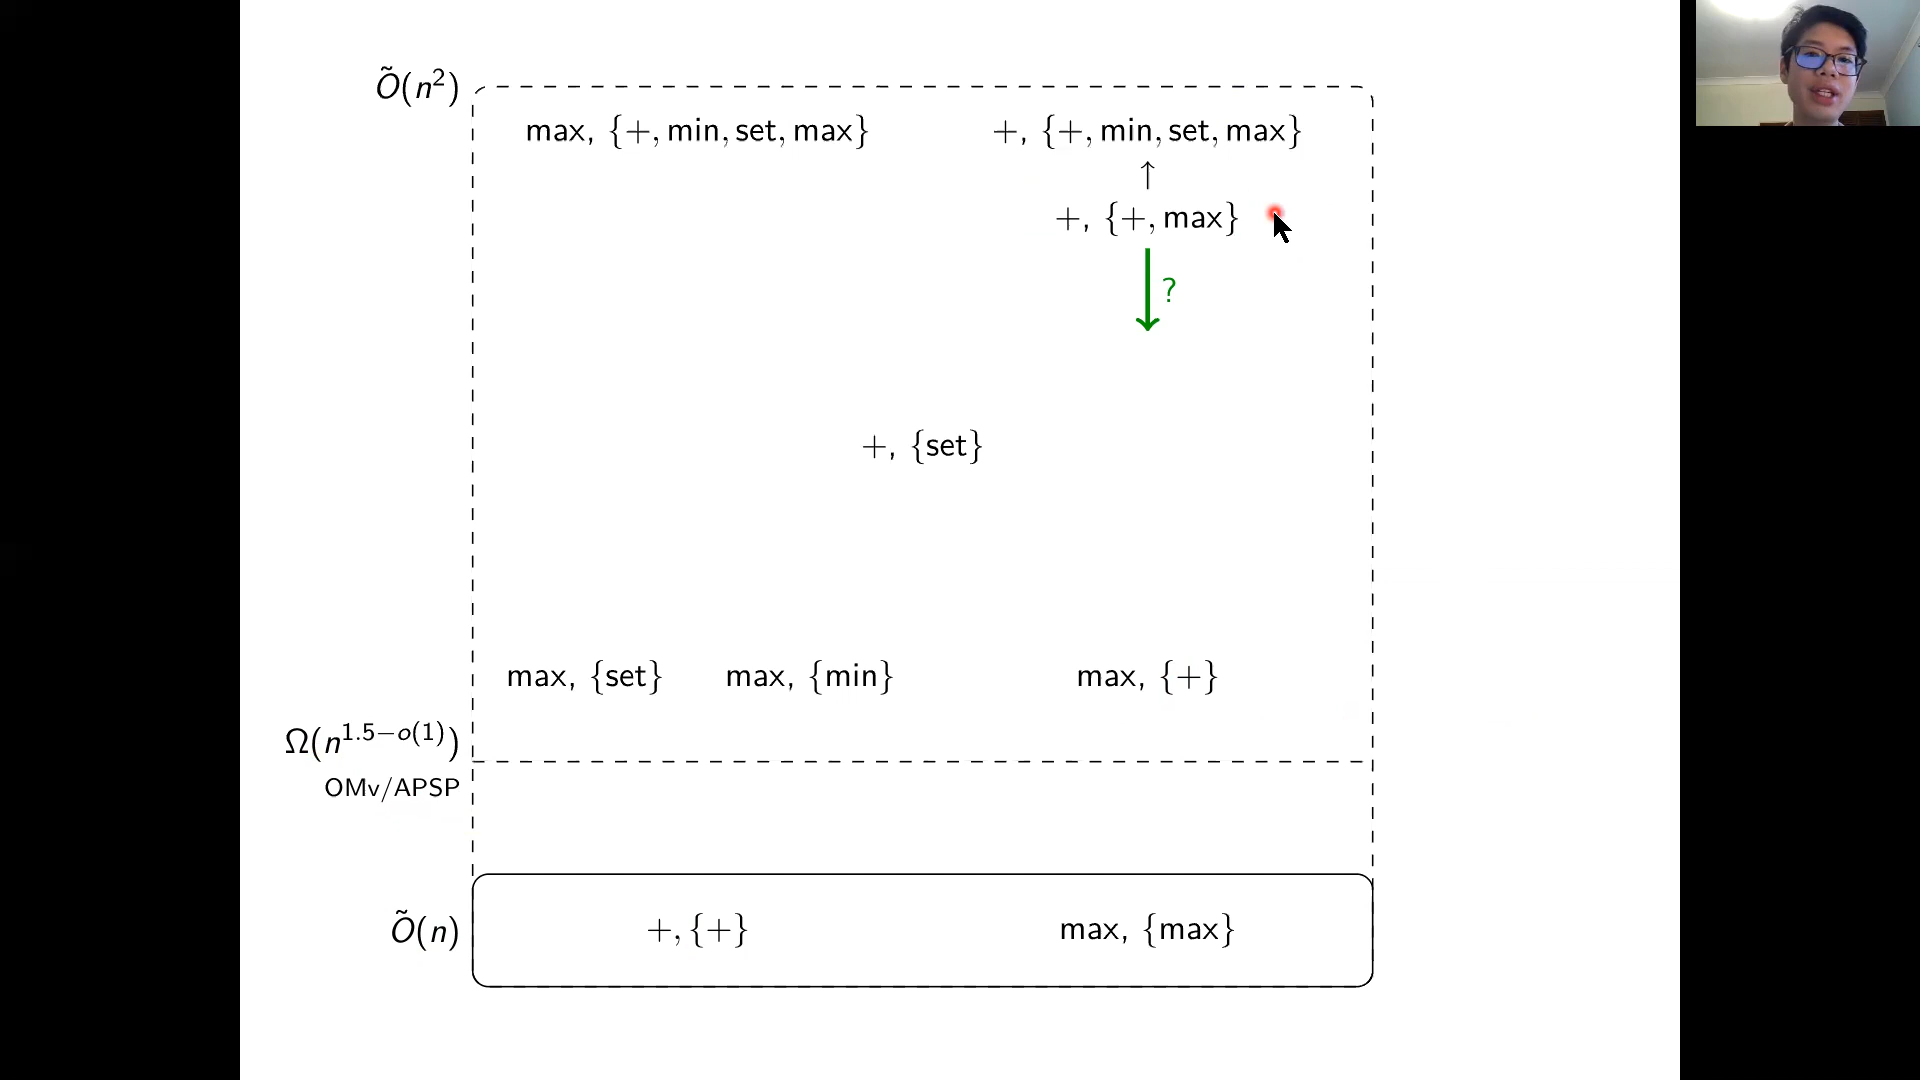 Õ(n²)
max, {+, min, set, max} +, {+, min, set, max}
↑
+, {+, max}
?
+, {set}
max, {set} max, {min} max, {+}
Ω(n^{1.5−o(1)})
OMv/APSP
Õ(n) +, {+} max, {max}